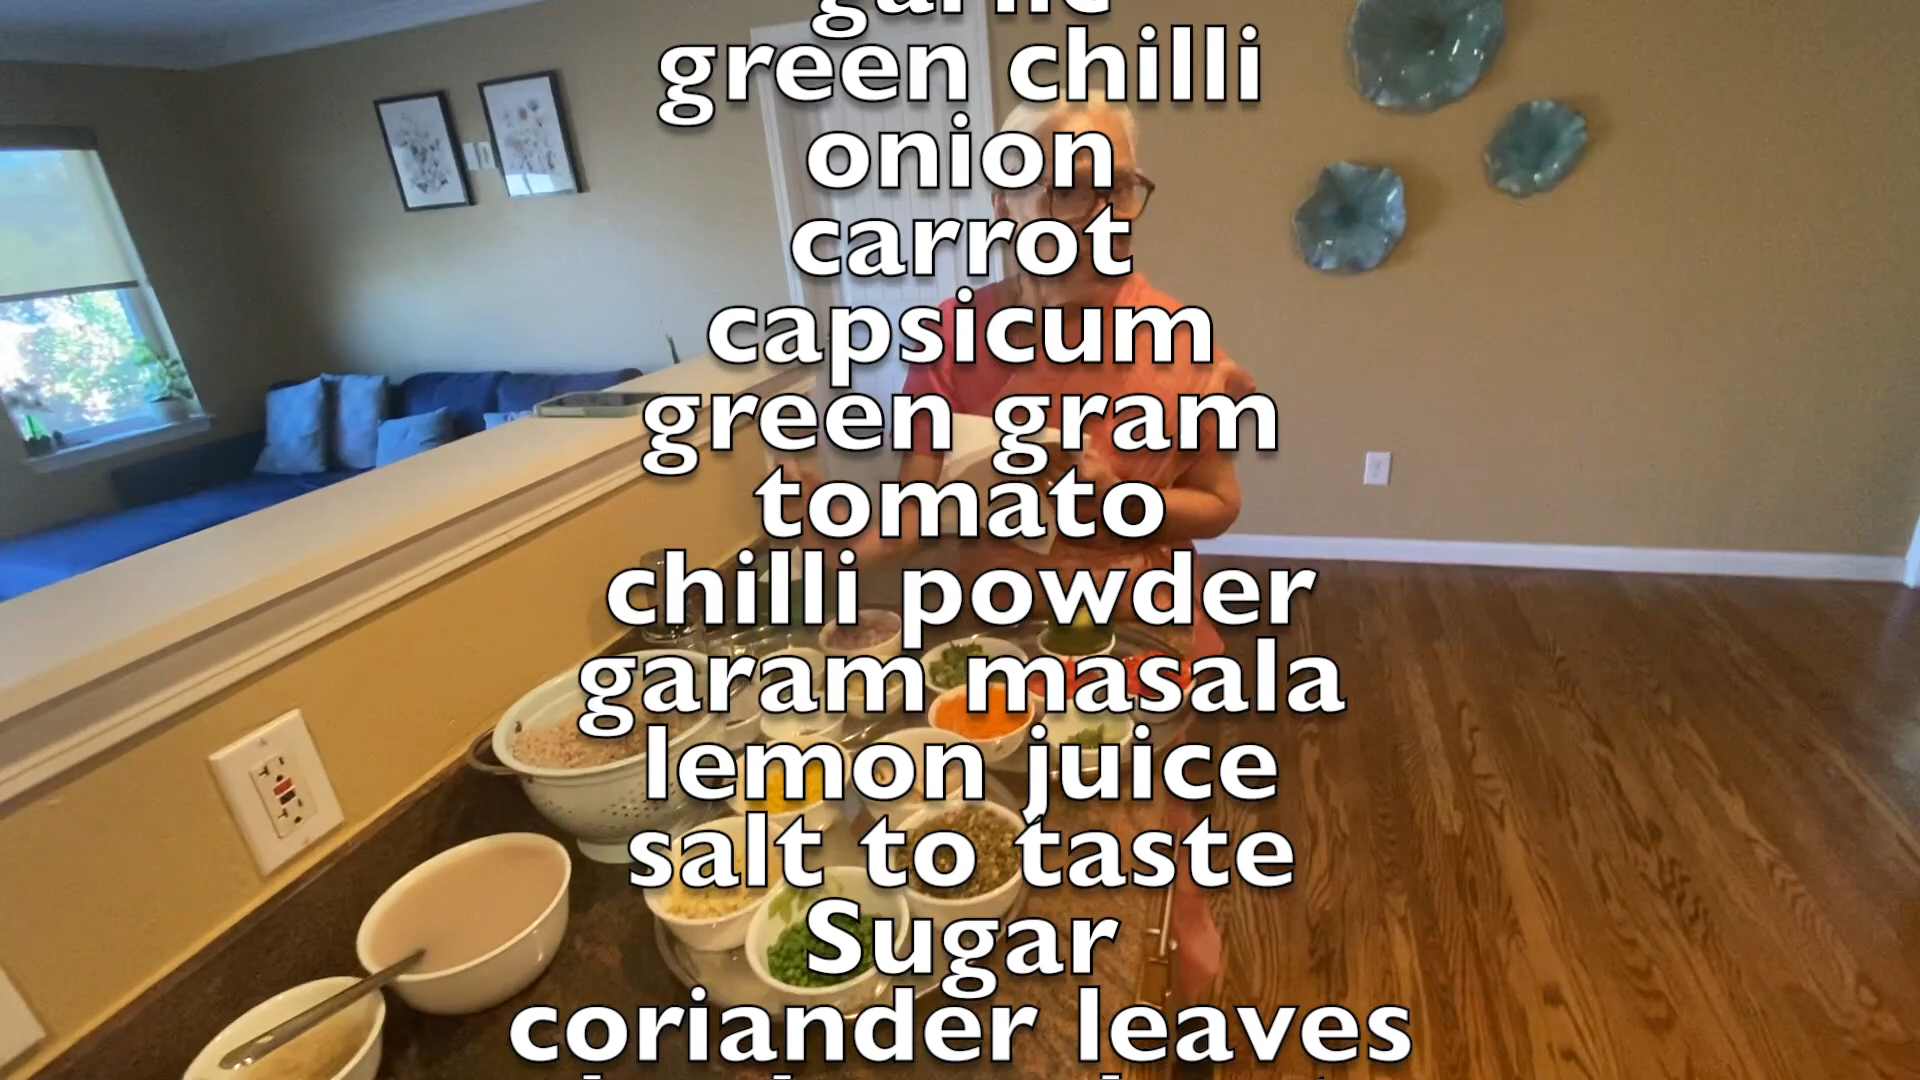 garlic
green chilli
onion
carrot
capsicum
green gram
tomato
chilli powder
garam masala
lemon juice
salt to taste
Sugar
coriander leaves